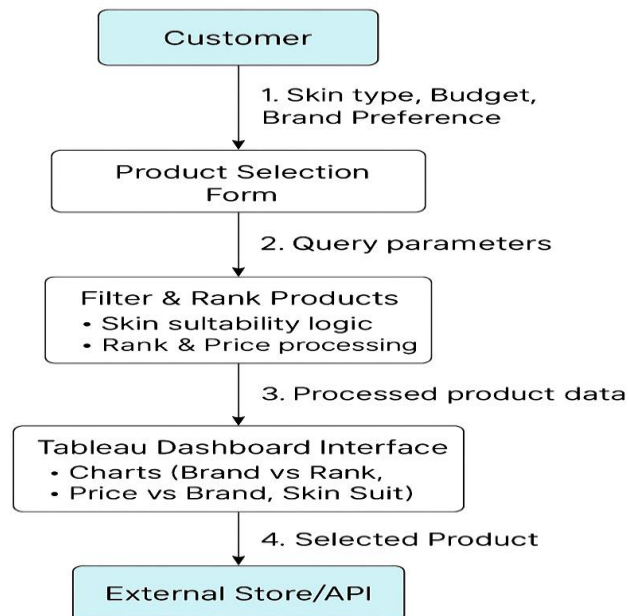 Customer
1. Skin type, Budget,
Brand Preference
Product Selection
Form
2. Query parameters
Filter & Rank Products
• Skin sultability logic
• Rank & Price processing
3. Processed product data
Tableau Dashboard Interface
• Charts (Brand vs Rank,
• Price vs Brand, Skin Suit)
4. Selected Product
External Store/API